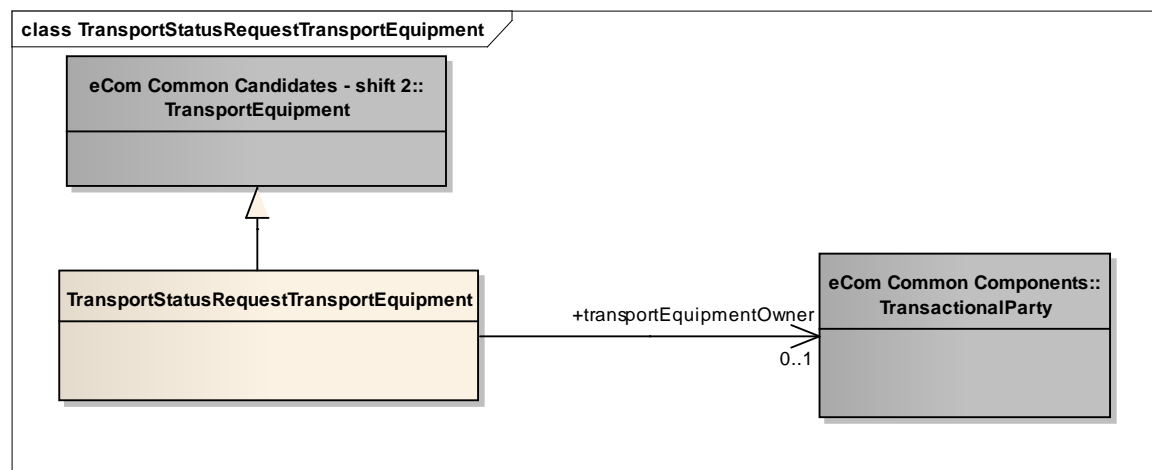 class TransportStatusRequestTransportEquipment
eCom Common Candidates - shift 2::
TransportEquipment
TransportStatusRequestTransportEquipment
eCom Common Components::
TransactionalParty
+transportEquipmentOwner
0..1